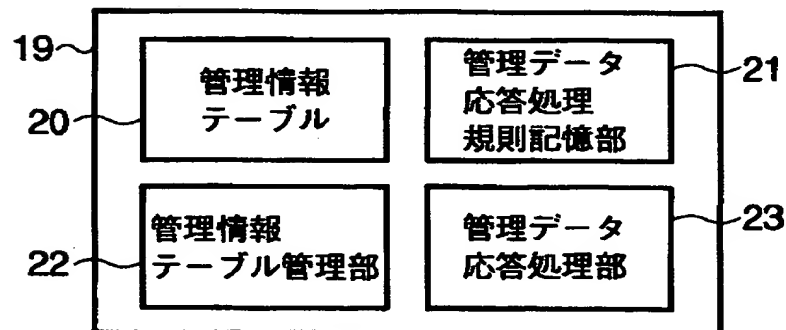 19
管理情報
テーブル
20
管理データ
応答処理
規則記憶部
21
管理情報
テーブル管理部
22
管理データ
応答処理部
23